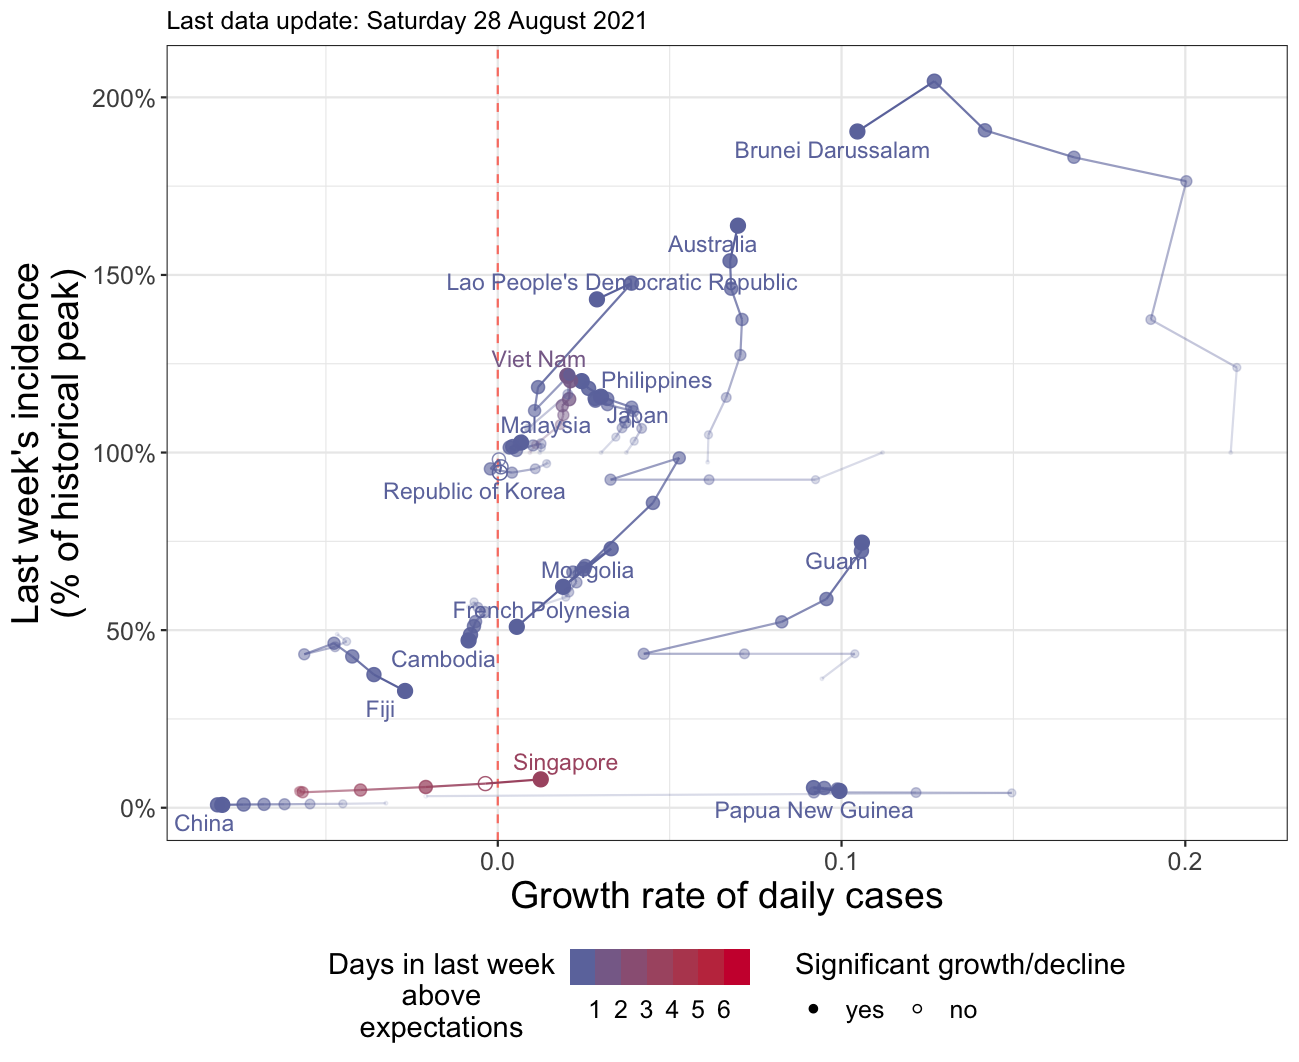 Last data update: Saturday 28 August 2021
Last week's incidence
(% of historical peak)
200%
150%
100%
50%
0%
Brunei Darussalam
Australia
Lao People's Democratic Republic
Viet Nam
Philippines
Japan
Malaysia
Republic of Korea
Mongolia
Guam
French Polynesia
Cambodia
Fiji
Singapore
Papua New Guinea
China
0.0 0.1 0.2
Growth rate of daily cases
Days in last week
above
expectations
1 2 3 4 5 6
Significant growth/decline
yes no